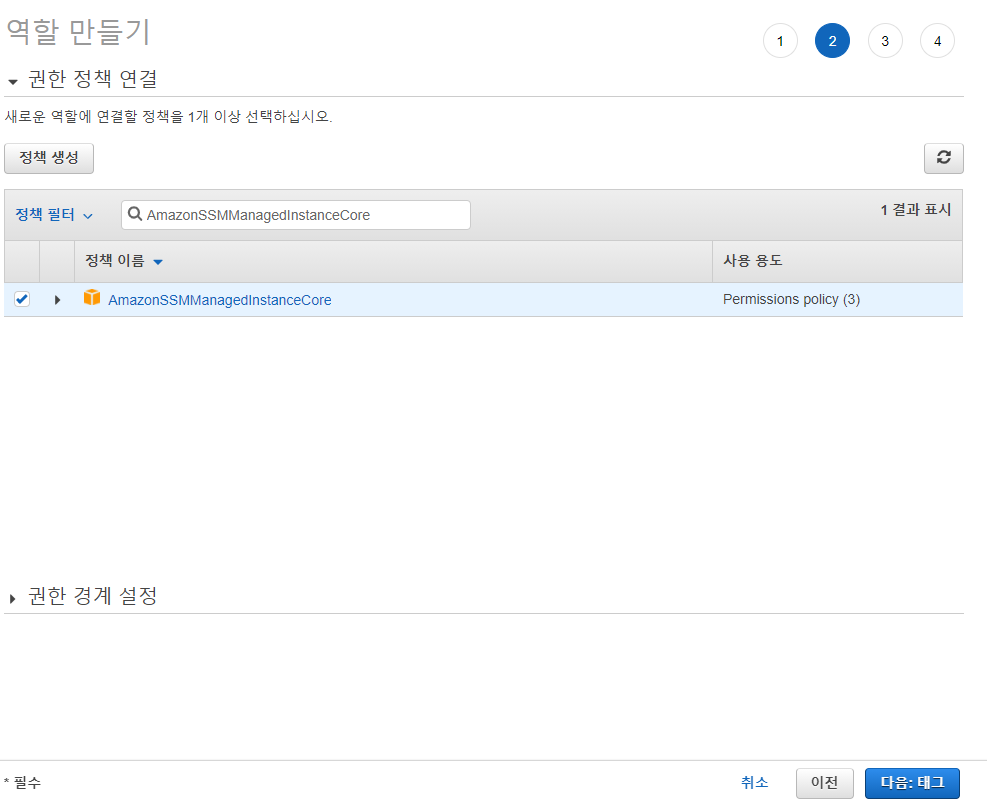 역할 만들기
1 2 3 4
권한 정책 연결
새로운 역할에 연결할 정책을 1개 이상 선택하십시오.
정책 생성
정책 필터 AmazonSSMManagedInstanceCore 1 결과 표시
정책 이름 사용 용도
AmazonSSMManagedInstanceCore Permissions policy (3)
권한 경계 설정
* 필수 취소 이전 다음: 태그